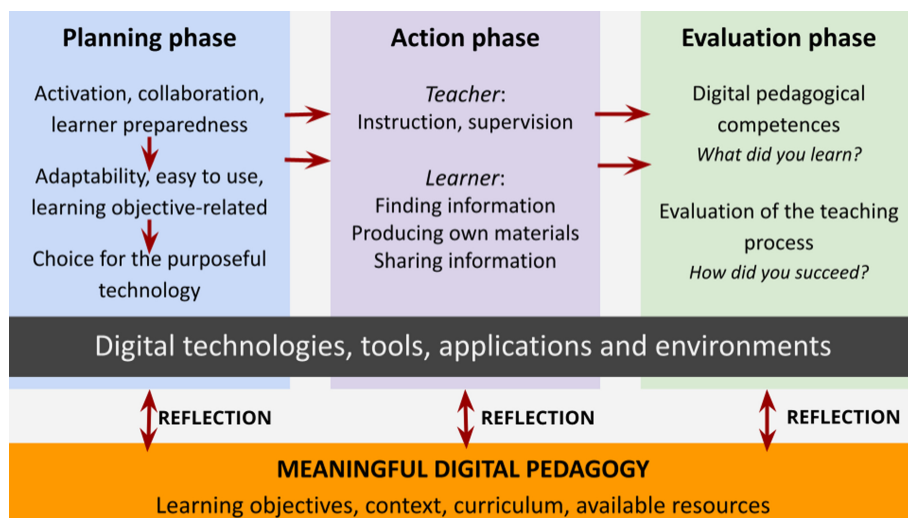 Planning phase
Activation, collaboration,
learner preparedness
Adaptability, easy to use,
learning objective-related
Choice for the purposeful
technology
Action phase
Teacher:
Instruction, supervision
Learner:
Finding information
Producing own materials
Sharing information
Evaluation phase
Digital pedagogical
competences
What did you learn?
Evaluation of the teaching
process
How did you succeed?
Digital technologies, tools, applications and environments
REFLECTION
REFLECTION
REFLECTION
MEANINGFUL DIGITAL PEDAGOGY
Learning objectives, context, curriculum, available resources